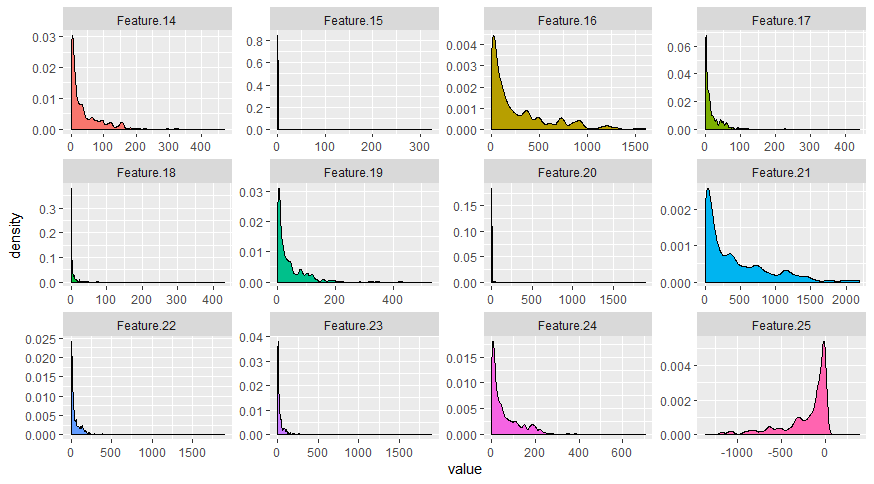 Feature.14 Feature.15 Feature.16 Feature.17
0.03 0.02 0.01 0.00
0.8 0.6 0.4 0.2 0.0
0.004 0.003 0.002 0.001 0.000
0.06 0.04 0.02 0.00
0 100 200 300 400
0 100 200 300
0 500 1000 1500
0 100 200 300 400
Feature.18 Feature.19 Feature.20 Feature.21
0.3 0.2 0.1 0.0
0.03 0.02 0.01 0.00
0.15 0.10 0.05 0.00
0.002 0.001 0.000
0 100 200 300 400
0 200 400
500 1000 1500
0 500 1000 1500 2000
Feature.22 Feature.23 Feature.24 Feature.25
0.025 0.020 0.015 0.010 0.005 0.000
0.04 0.03 0.02 0.01 0.00
0.015 0.010 0.005 0.000
0.004 0.002 0.000
0 500 1000 1500
0 500 1000 1500
0 200 400 600
-1000 -500 0
density
value